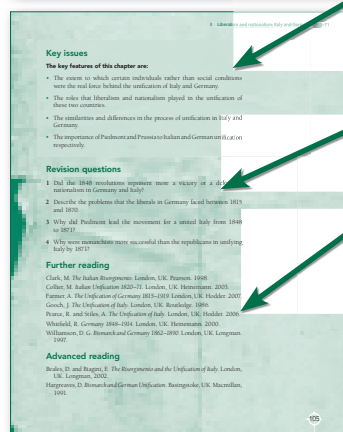 5 Liberalism and nationalism: Italy and Germany
Key issues
The key features of this chapter are:
• The extent to which certain individuals rather than social conditions
were the real force behind the unification of Italy and Germany.
• The roles that liberalism and nationalism played in the unification of
these two countries.
• The similarities and differences in the process of unification in Italy and
Germany.
• The importance of Piedmont and Prussia to Italian and German unification
respectively.
Revision questions
1 Did the 1848 revolutions represent more a victory or a
nationalism in Germany and Italy?
2 Describe the problems that the liberals in Germany faced between 1815
and 1870.
3 Why did Piedmont lead the movement for a united Italy from 1848
to 1871?
4 Why were monarchists more successful than the republicans in unifying
Italy by 1871?
Further reading
Clark, M. The Italian Risorgimento. London, UK. Pearson. 1998.
Collier, M. Italian Unification 1820–71. London, UK. Heinemann. 2003.
Farmer, A. The Unification of Germany 1815–1919. London, UK. Hodder. 2007.
Gooch, J. The Unification of Italy. London, UK. Routledge. 1986.
Pearce, R. and Stiles, A. The Unification of Italy. London, UK. Hodder. 2006.
Whitfield, R. Germany 1848–1914. London, UK. Heinemann. 2000.
Williamson, D. G. Bismarck and Germany 1862–1890. London, UK. Longman.
1997.
Advanced reading
Beales, D. and Biagini, E. The Risorgimento and the Unification of Italy. London,
UK. Longman, 2002.
Hargreaves, D. Bismarck and German Unification. Basingstoke, UK. Macmillan,
1991.
105